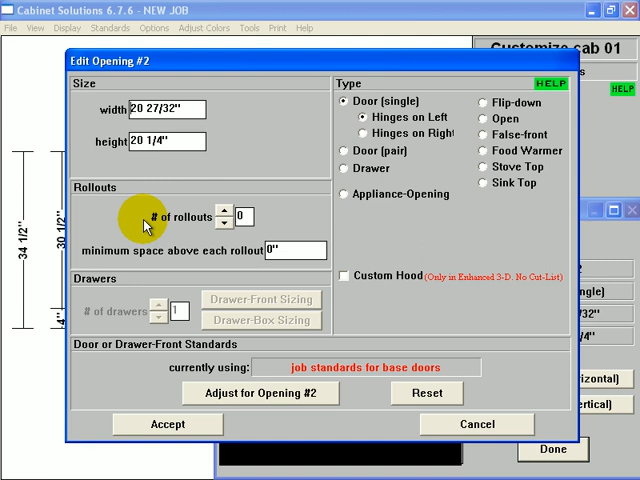 Cabinet Solutions 6.7.6 - NEW JOB
File View Display Standards Options Adjust Colors Tools Print Help
Customize cab 01
Edit Opening #2
Size
width 20 27/32"
height 20 1/4"
Rollouts
# of rollouts 0
minimum space above each rollout 0"
Drawers
# of drawers 1
Drawer-Front Sizing
Drawer-Box Sizing
Type HELP
Door (single)
Hinges on Left
Hinges on Right
Door (pair)
Drawer
Appliance-Opening
Flip-down
Open
False-front
Food Warmer
Stove Top
Sink Top
Custom Hood (Only in Enhanced 3-D. No Cut-List)
Door or Drawer-Front Standards
currently using: job standards for base doors
Adjust for Opening #2 Reset
Accept Cancel
HELP
34 1/2"
30 1/2"
4"
ngle)
/32"
/4"
rizontal)
ertical)
Done